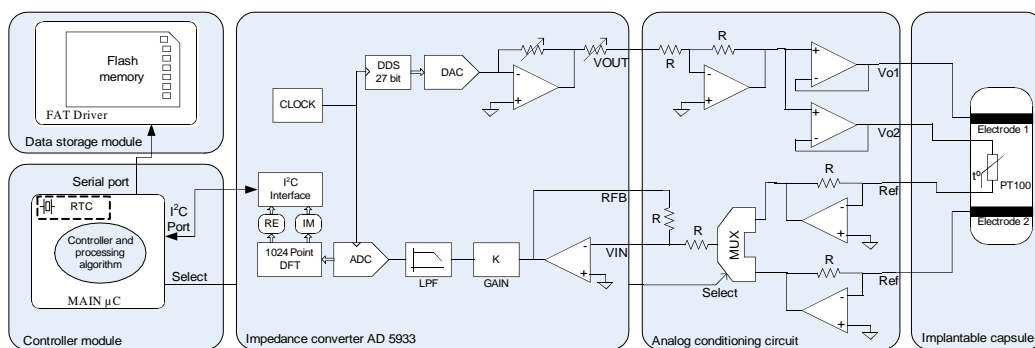 Flash
memory
FAT Driver
Data storage module
Serial port
RTC
I²C
Port
Controller and
processing
algorithm
MAIN µC
Select
Controller module
CLOCK
DDS
27 bit
DAC
-
+
VOUT
I²C
Interface
RE
IM
1024 Point
DFT
ADC
LPF
K
GAIN
-
+
RFB
VIN
Impedance converter AD 5933
R
R
-
+
-
+
-
+
Vo1
Vo2
R
R
MUX
Select
R
Ref
-
+
R
Ref
-
+
Analog conditioning circuit
Electrode 1
t°
PT100
Electrode 2
Implantable capsule